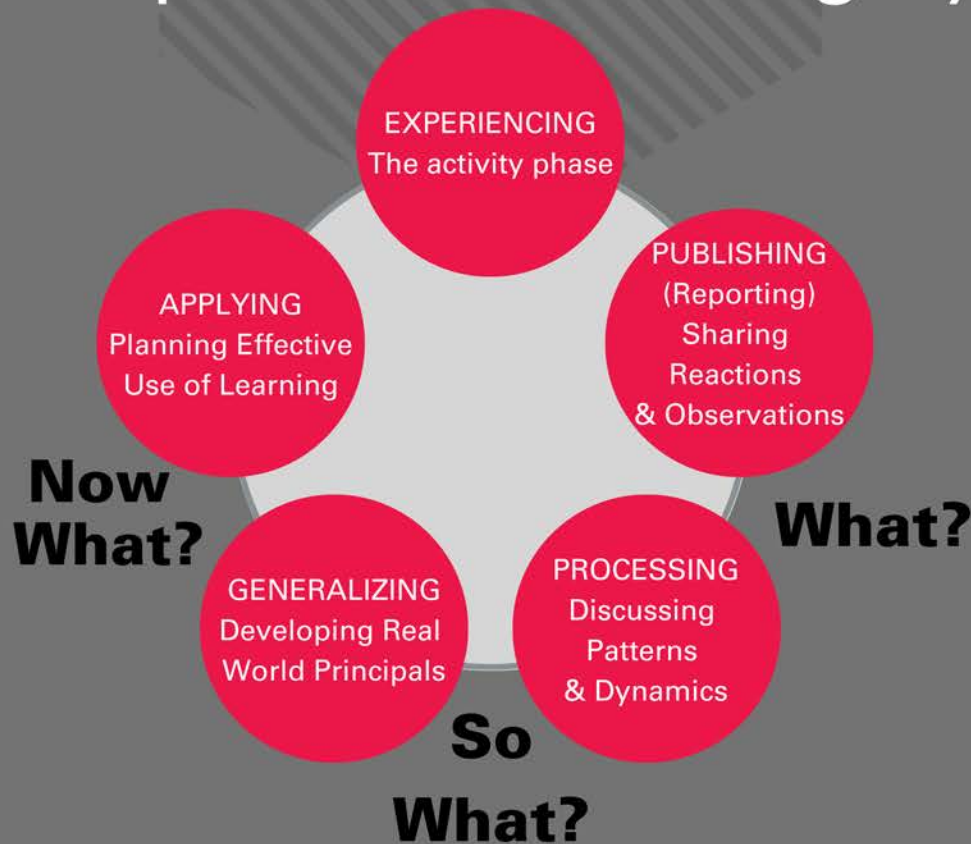 EXPERIENCING
The activity phase
PUBLISHING
(Reporting)
Sharing
Reactions
& Observations
What?
PROCESSING
Discussing
Patterns
& Dynamics
So
What?
GENERALIZING
Developing Real
World Principals
Now
What?
APPLYING
Planning Effective
Use of Learning